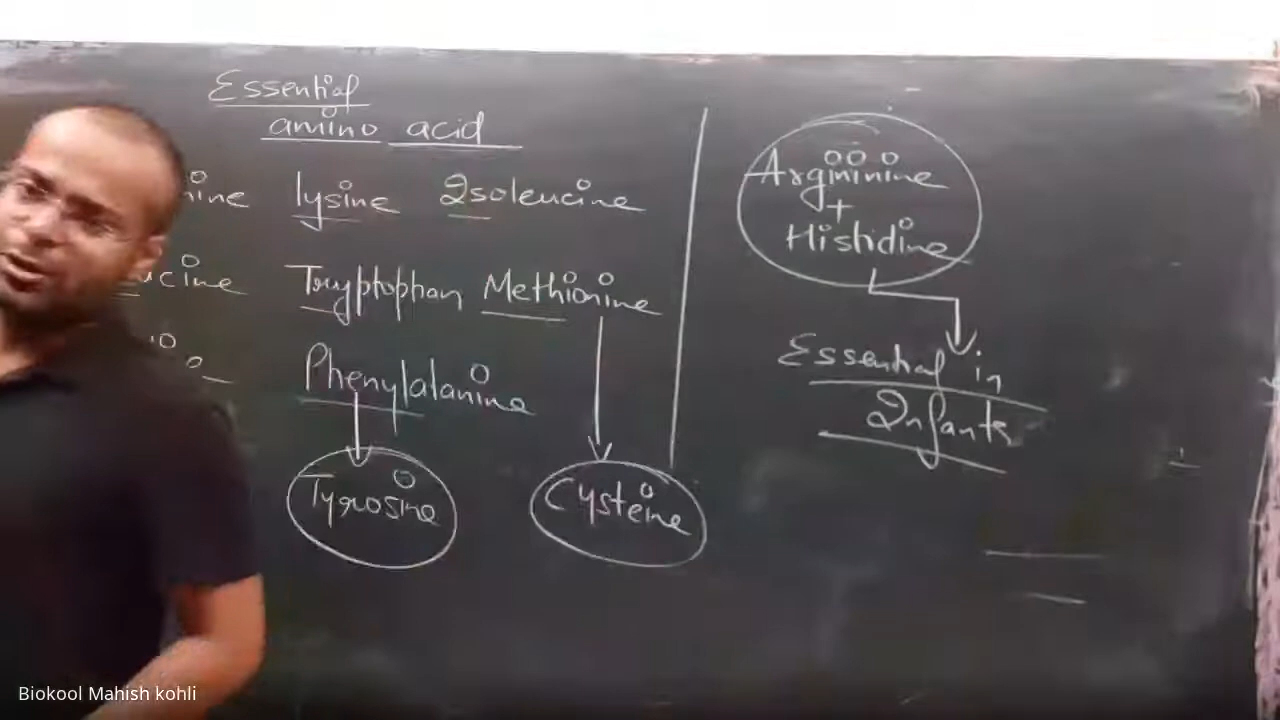 Essential
amino acid
lysine Isoleucine
Tryptophan Methionine
Phenylalanine
Tyrosine
Cysteine
Argininine
+
Histidine
Essential in
Infants
Biokool Mahish kohli